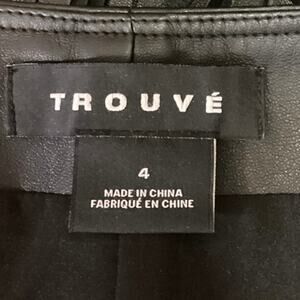 TROUVÉ
4
MADE IN CHINA
FABRIQUÉ EN CHINE